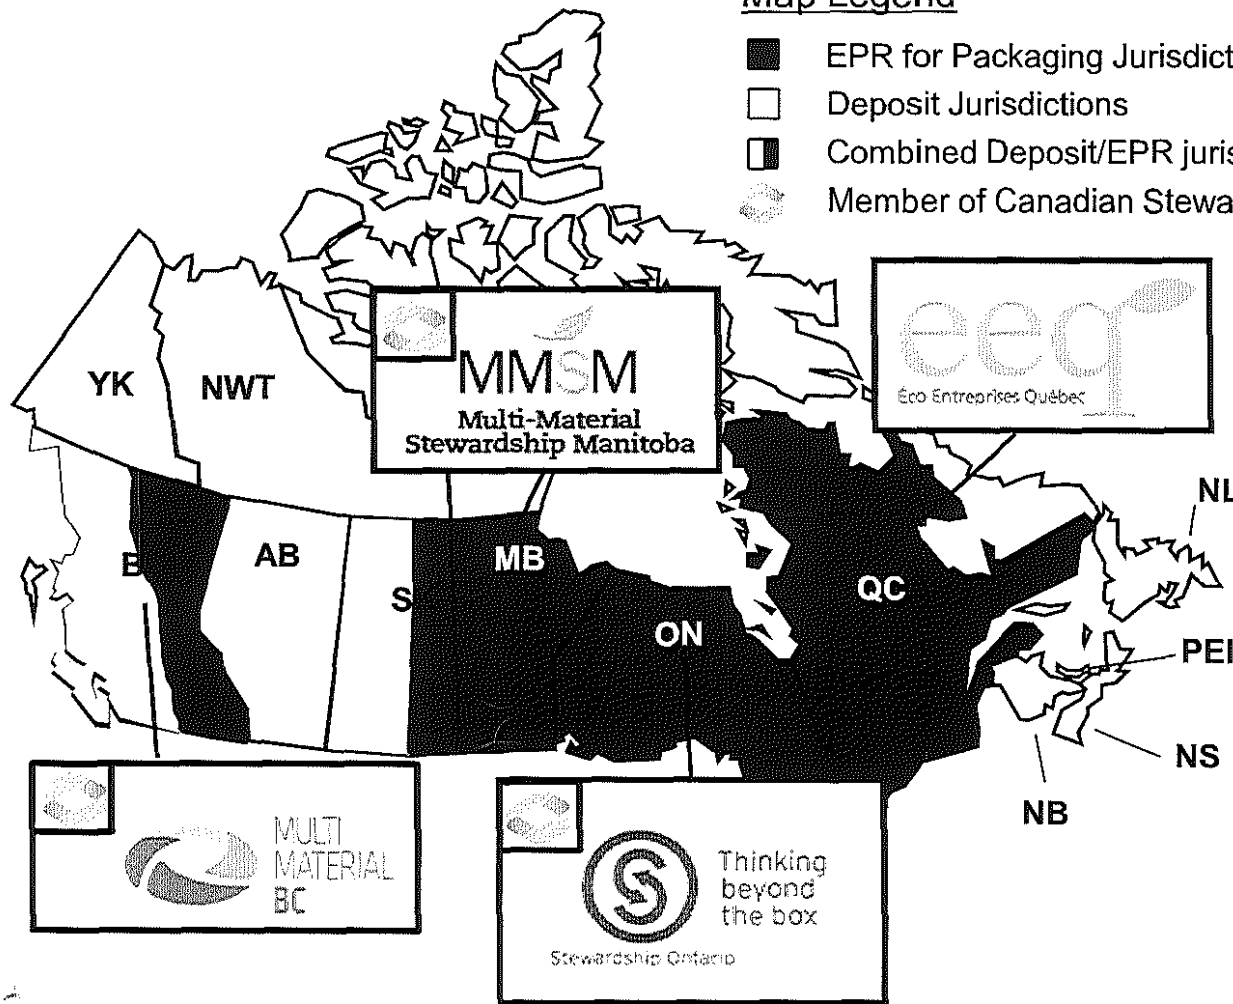 Map Legend
EPR for Packaging Jurisdict
Deposit Jurisdictions
Combined Deposit/EPR juris
Member of Canadian Stewa
eeq
Éco Entreprises Québec
MMSM
Multi-Material
Stewardship Manitoba
YK
NWT
NL
B
AB
S
MB
ON
QC
PEI
NS
NB
MULTI
MATERIAL
BC
Thinking
beyond
the box
Stewardship Ontario